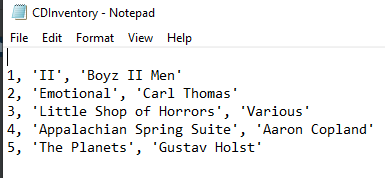 CDInventory - Notepad
File Edit Format View Help
1, 'II', 'Boyz II Men'
2, 'Emotional', 'Carl Thomas'
3, 'Little Shop of Horrors', 'Various'
4, 'Appalachian Spring Suite', 'Aaron Copland'
5, 'The Planets', 'Gustav Holst'